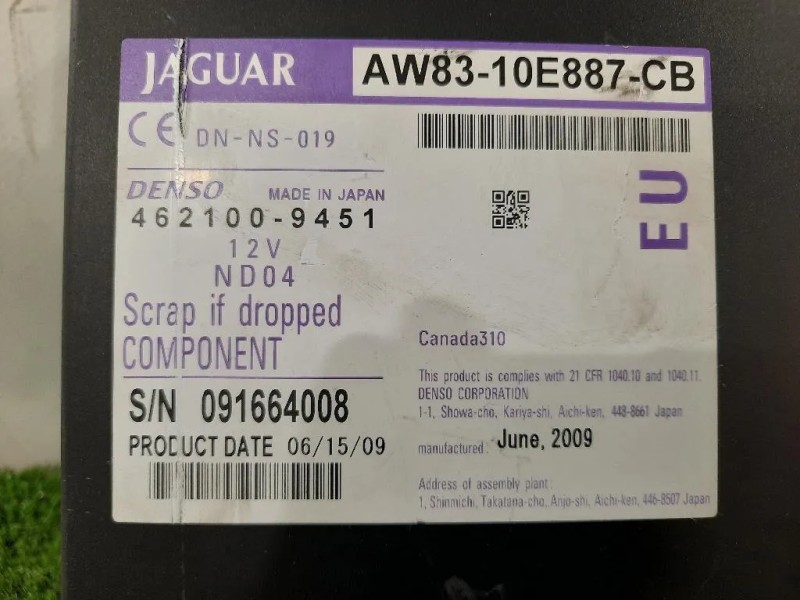 JAGUAR
AW83-10E887-CB
CE DN-NS-019
DENSO MADE IN JAPAN
462100-9451
12V
ND04
Scrap if dropped
COMPONENT
S/N 091664008
PRODUCT DATE 06/15/09
EU
Canada310
This product is complies with 21 CFR 1040.10 and 1040.11.
DENSO CORPORATION
1-1, Showa-cho, Kariya-shi, Aichi-ken, 448-8661 Japan
manufactured: June, 2009
Address of assembly plant:
1, Shinmichi, Takatana-cho, Anjo-shi, Aichi-ken, 446-8507 Japan